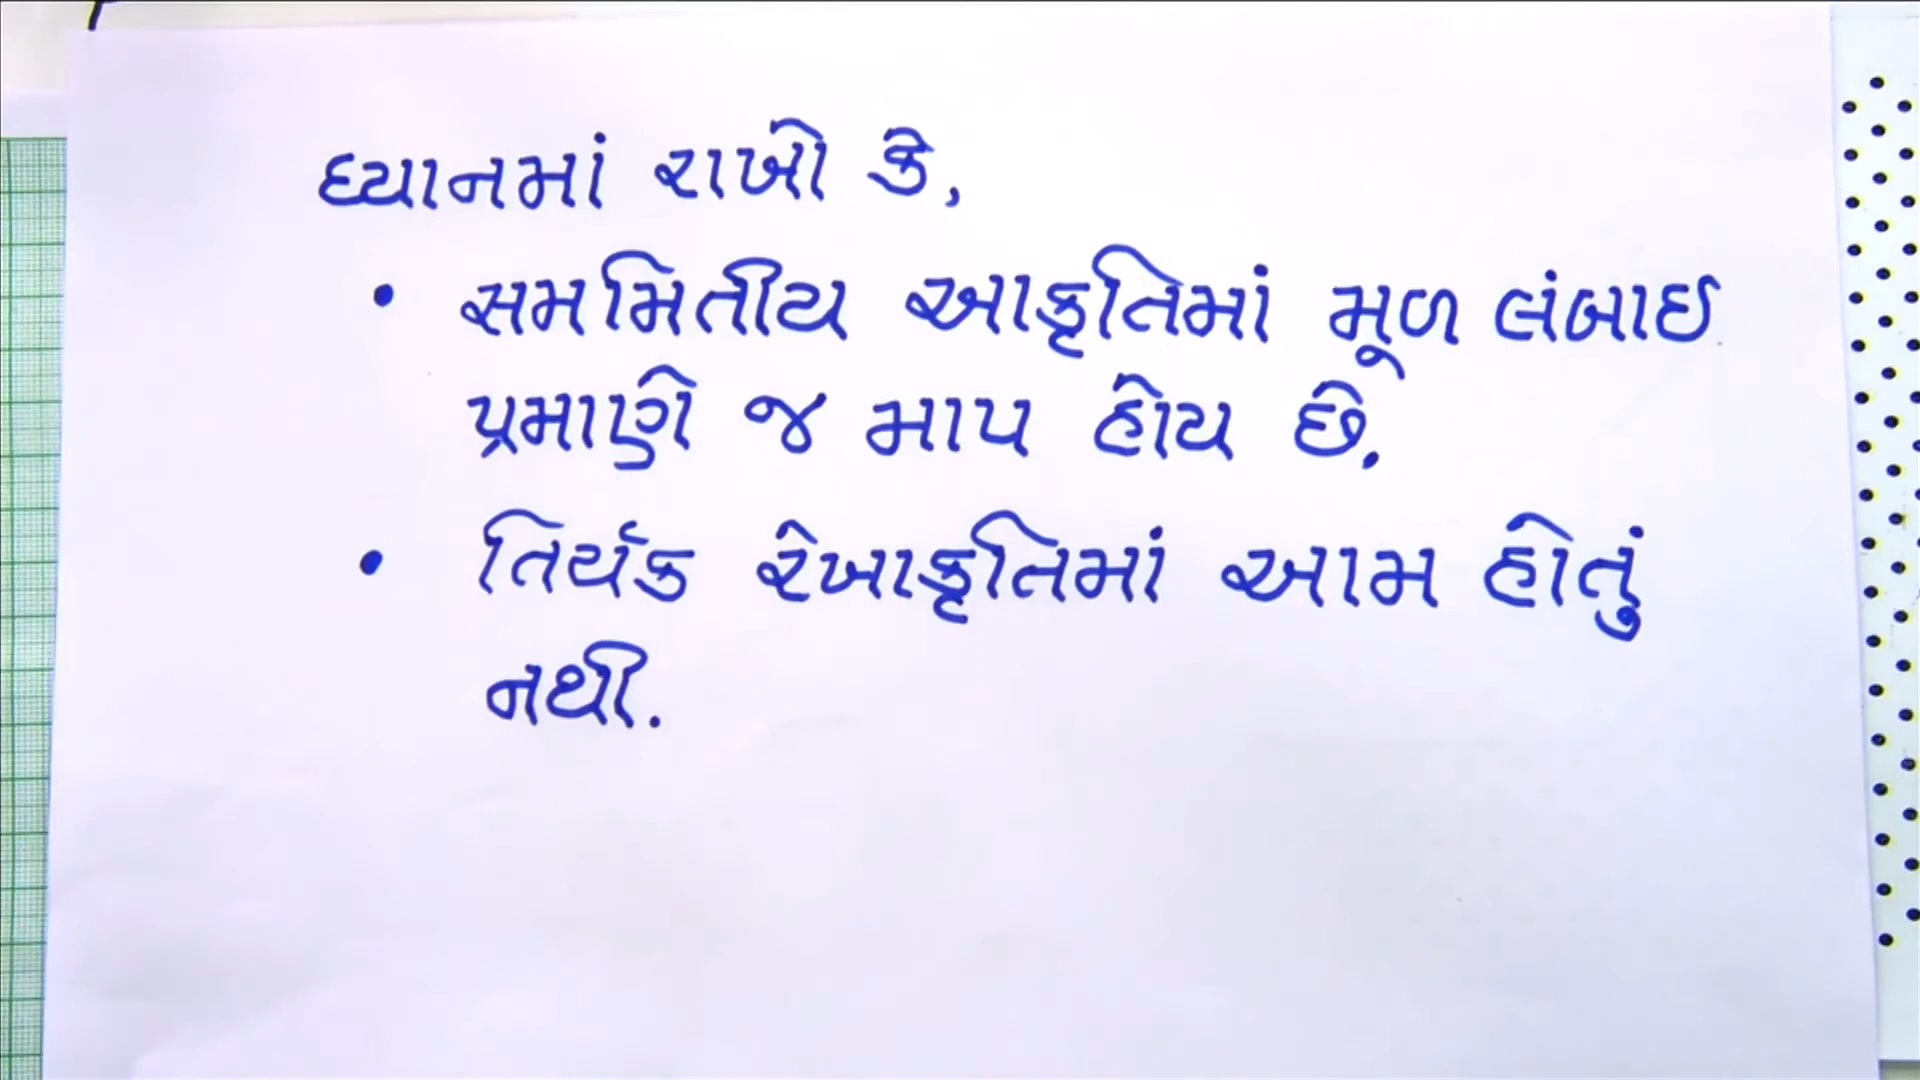 ધ્યાનમાં રાખો કે,
• સમમિતીય આકૃતિમાં મૂળ લંબાઈ
પ્રમાણે જ માપ હોય છે.
• તિર્યક રેખાકૃતિમાં આમ હોતું
નથી.